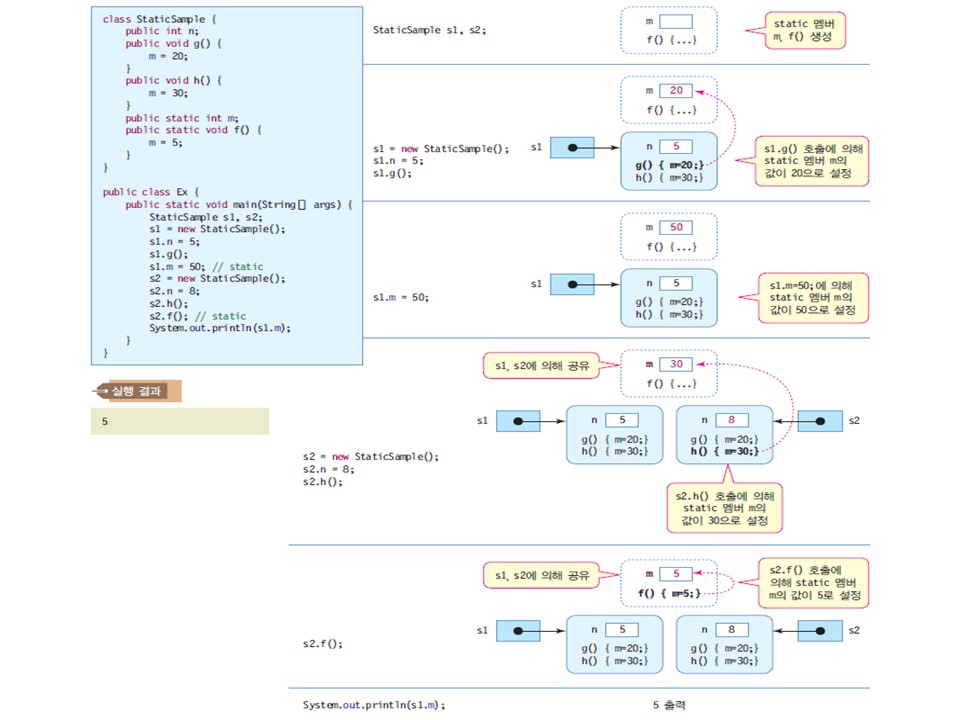 class StaticSample {
public int n;
public void g() {
m = 20;
}
public void h() {
m = 30;
}
public static int m;
public static void f() {
m = 5;
}
}
public class Ex {
public static void main(String[] args) {
StaticSample s1, s2;
s1 = new StaticSample();
s1.n = 5;
s1.g();
s1.m = 50; // static
s2 = new StaticSample();
s2.n = 8;
s2.h();
s2.f(); // static
System.out.println(s1.m);
}
}
실행 결과
5
StaticSample s1, s2;
m
f() {...}
static 멤버
m, f() 생성
s1 = new StaticSample();
s1.n = 5;
s1.g();
m 20
f() {...}
s1
n 5
g() { m=20;}
h() { m=30;}
s1.g() 호출에 의해
static 멤버 m의
값이 20으로 설정
s1.m = 50;
m 50
f() {...}
s1
n 5
g() { m=20;}
h() { m=30;}
s1.m=50;에 의해
static 멤버 m의
값이 50으로 설정
s2 = new StaticSample();
s2.n = 8;
s2.h();
s1, s2에 의해 공유
m 30
f() {...}
s1
n 5
g() { m=20;}
h() { m=30;}
n 8
g() { m=20;}
h() { m=30;}
s2
s2.h() 호출에 의해
static 멤버 m의
값이 30으로 설정
s2.f();
s1, s2에 의해 공유
m 5
f() { m=5;}
s2.f() 호출에
의해 static 멤버
m의 값이 5로 설정
s1
n 5
g() { m=20;}
h() { m=30;}
n 8
g() { m=20;}
h() { m=30;}
s2
System.out.println(s1.m);
5 출력